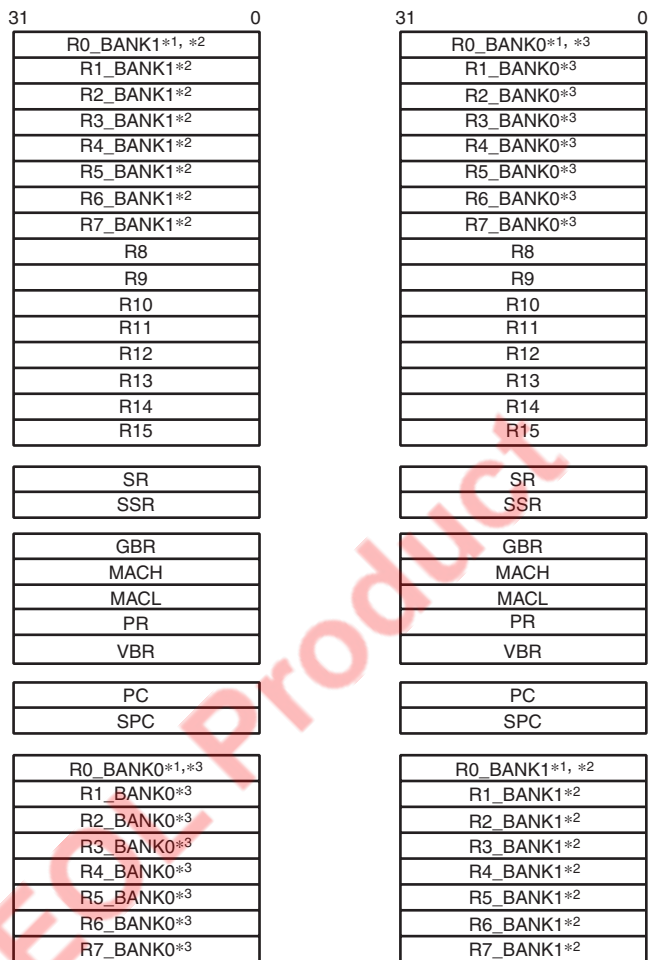 31 0
R0_BANK1*1, *2
R1_BANK1*2
R2_BANK1*2
R3_BANK1*2
R4_BANK1*2
R5_BANK1*2
R6_BANK1*2
R7_BANK1*2
R8
R9
R10
R11
R12
R13
R14
R15
SR
SSR
GBR
MACH
MACL
PR
VBR
PC
SPC
R0_BANK0*1,*3
R1_BANK0*3
R2_BANK0*3
R3_BANK0*3
R4_BANK0*3
R5_BANK0*3
R6_BANK0*3
R7_BANK0*3
31 0
R0_BANK0*1, *3
R1_BANK0*3
R2_BANK0*3
R3_BANK0*3
R4_BANK0*3
R5_BANK0*3
R6_BANK0*3
R7_BANK0*3
R8
R9
R10
R11
R12
R13
R14
R15
SR
SSR
GBR
MACH
MACL
PR
VBR
PC
SPC
R0_BANK1*1, *2
R1_BANK1*2
R2_BANK1*2
R3_BANK1*2
R4_BANK1*2
R5_BANK1*2
R6_BANK1*2
R7_BANK1*2
EOL Product